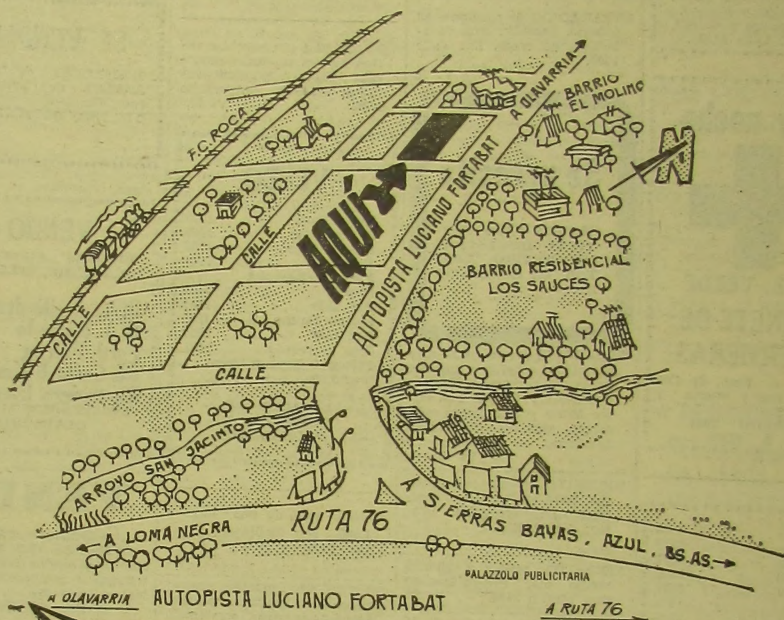 F.C. ROCA
A OLAVARRIA
BARRIO
EL MOLINO
N
AQUÍ
AUTOPISTA LUCIANO FORTABAT
CALLE
BARRIO RESIDENCIAL
LOS SAUCES
CALLE
CALLE
ARROYO SAN JACINTO
RUTA 76
A SIERRAS BAYAS, AZUL, BS.AS.
A LOMA NEGRA
PALAZZOLO PUBLICITARIA
A OLAVARRIA AUTOPISTA LUCIANO FORTABAT A RUTA 76